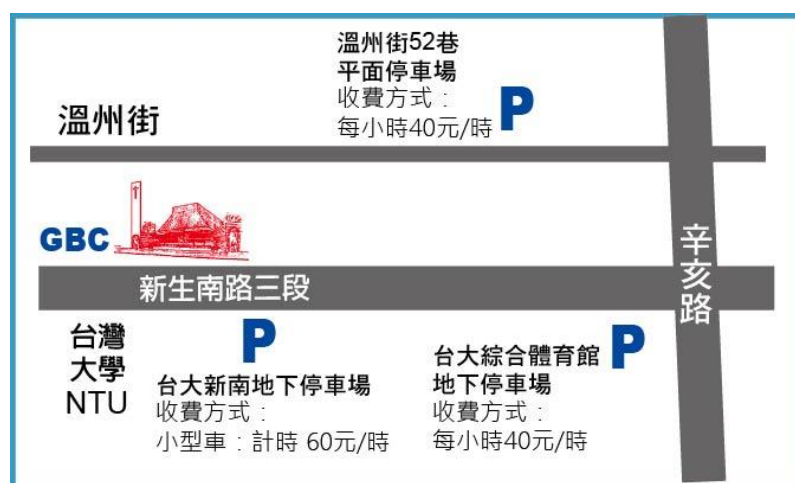 溫州街52巷
平面停車場
收費方式：
每小時40元/時
P
溫州街
GBC
新生南路三段
辛亥路
台灣
大學
NTU
P
台大新南地下停車場
收費方式：
小型車：計時 60元/時
P
台大綜合體育館
地下停車場
收費方式：
每小時40元/時